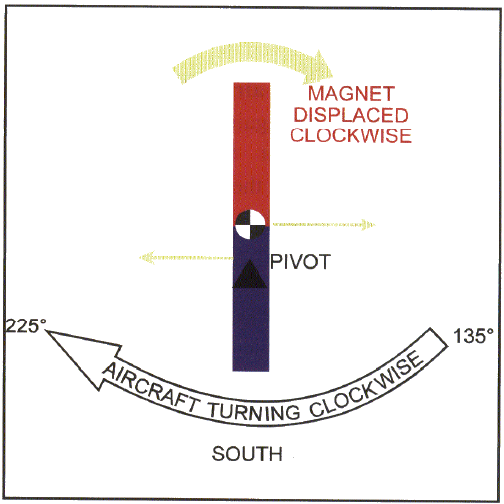 MAGNET
DISPLACED
CLOCKWISE
PIVOT
225°
135°
AIRCRAFT TURNING CLOCKWISE
SOUTH